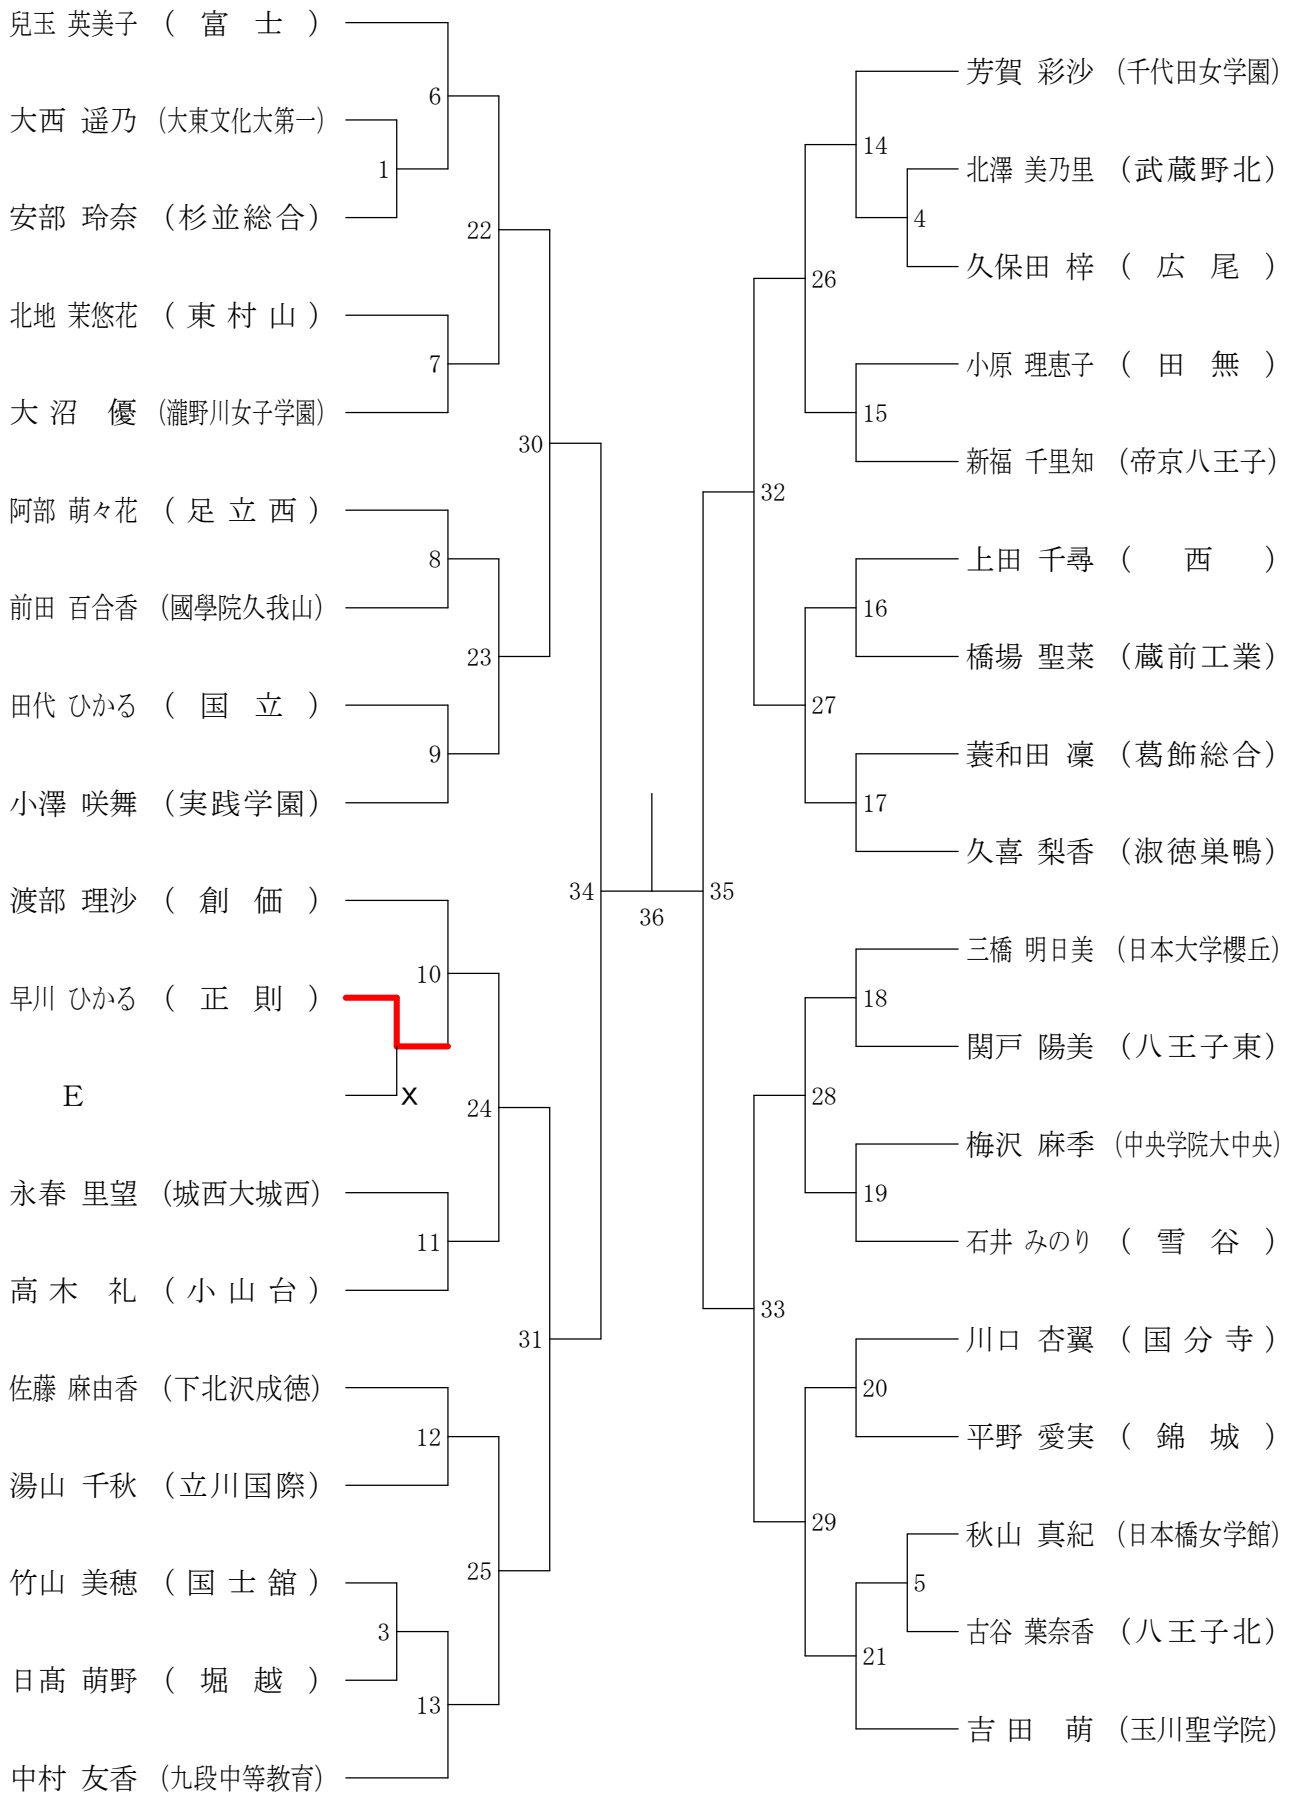 兒玉 英美子 ( 富 士 )
大西 遥乃 (大東文化大第一)
安部 玲奈 (杉並総合)
北地 茉悠花 ( 東 村 山 )
大 沼 優 (瀧野川女子学園)
阿部 萌々花 ( 足 立 西 )
前田 百合香 (國學院久我山)
田代 ひかる ( 国 立 )
小澤 咲舞 (実践学園)
渡部 理沙 ( 創 価 )
早川 ひかる ( 正 則 )
E
永春 里望 (城西大城西)
高 木 礼 ( 小 山 台 )
佐藤 麻由香 (下北沢成徳)
湯山 千秋 (立川国際)
竹山 美穂 ( 国 士 舘 )
日髙 萌野 ( 堀 越 )
中村 友香 (九段中等教育)
1
X
3
6
7
8
9
10
11
12
13
22
23
24
25
30
31
34
36
35
32
33
26
27
28
29
14
15
16
17
18
19
20
21
4
5
芳賀 彩沙 (千代田女学園)
北澤 美乃里 (武蔵野北)
久保田 梓 ( 広 尾 )
小原 理恵子 ( 田 無 )
新福 千里知 (帝京八王子)
上田 千尋 ( 西 )
橋場 聖菜 (蔵前工業)
蓑和田 凜 (葛飾総合)
久喜 梨香 (淑徳巣鴨)
三橋 明日美 (日本大学櫻丘)
関戸 陽美 (八王子東)
梅沢 麻季 (中央学院大中央)
石井 みのり ( 雪 谷 )
川口 杏翼 ( 国 分 寺 )
平野 愛実 ( 錦 城 )
秋山 真紀 (日本橋女学館)
古谷 葉奈香 (八王子北)
吉 田 萌 (玉川聖学院)